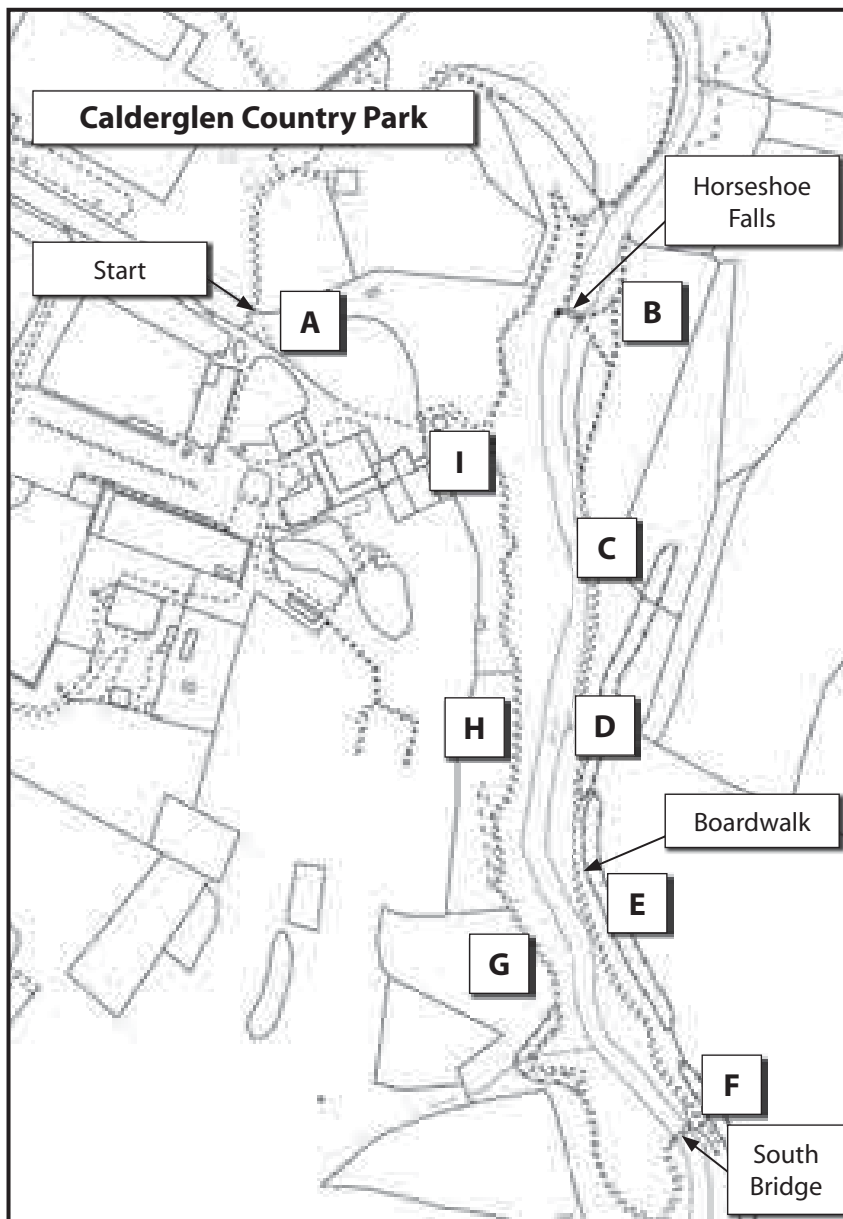 Calderglen Country Park
Horseshoe
Falls
Start
A
B
I
C
H
D
Boardwalk
E
G
F
South
Bridge